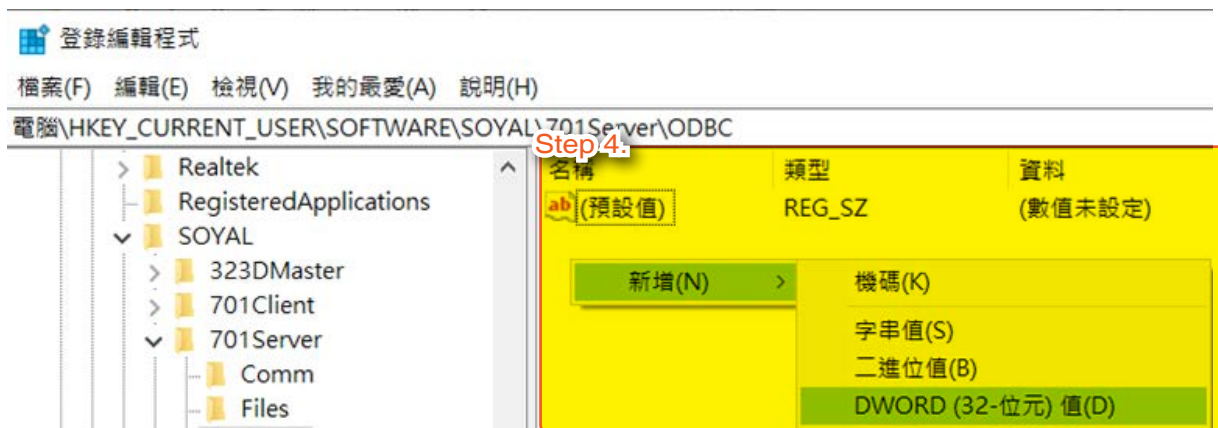 登錄編輯程式
檔案(F) 編輯(E) 檢視(V) 我的最愛(A) 說明(H)
電腦\HKEY_CURRENT_USER\SOFTWARE\SOYAL\701Server\ODBC
Step 4.
Realtek
RegisteredApplications
SOYAL
323DMaster
701Client
701Server
Comm
Files
名稱 類型 資料
ab (預設值) REG_SZ (數值未設定)
新增(N) >
機碼(K)
字串值(S)
二進位值(B)
DWORD (32-位元) 值(D)